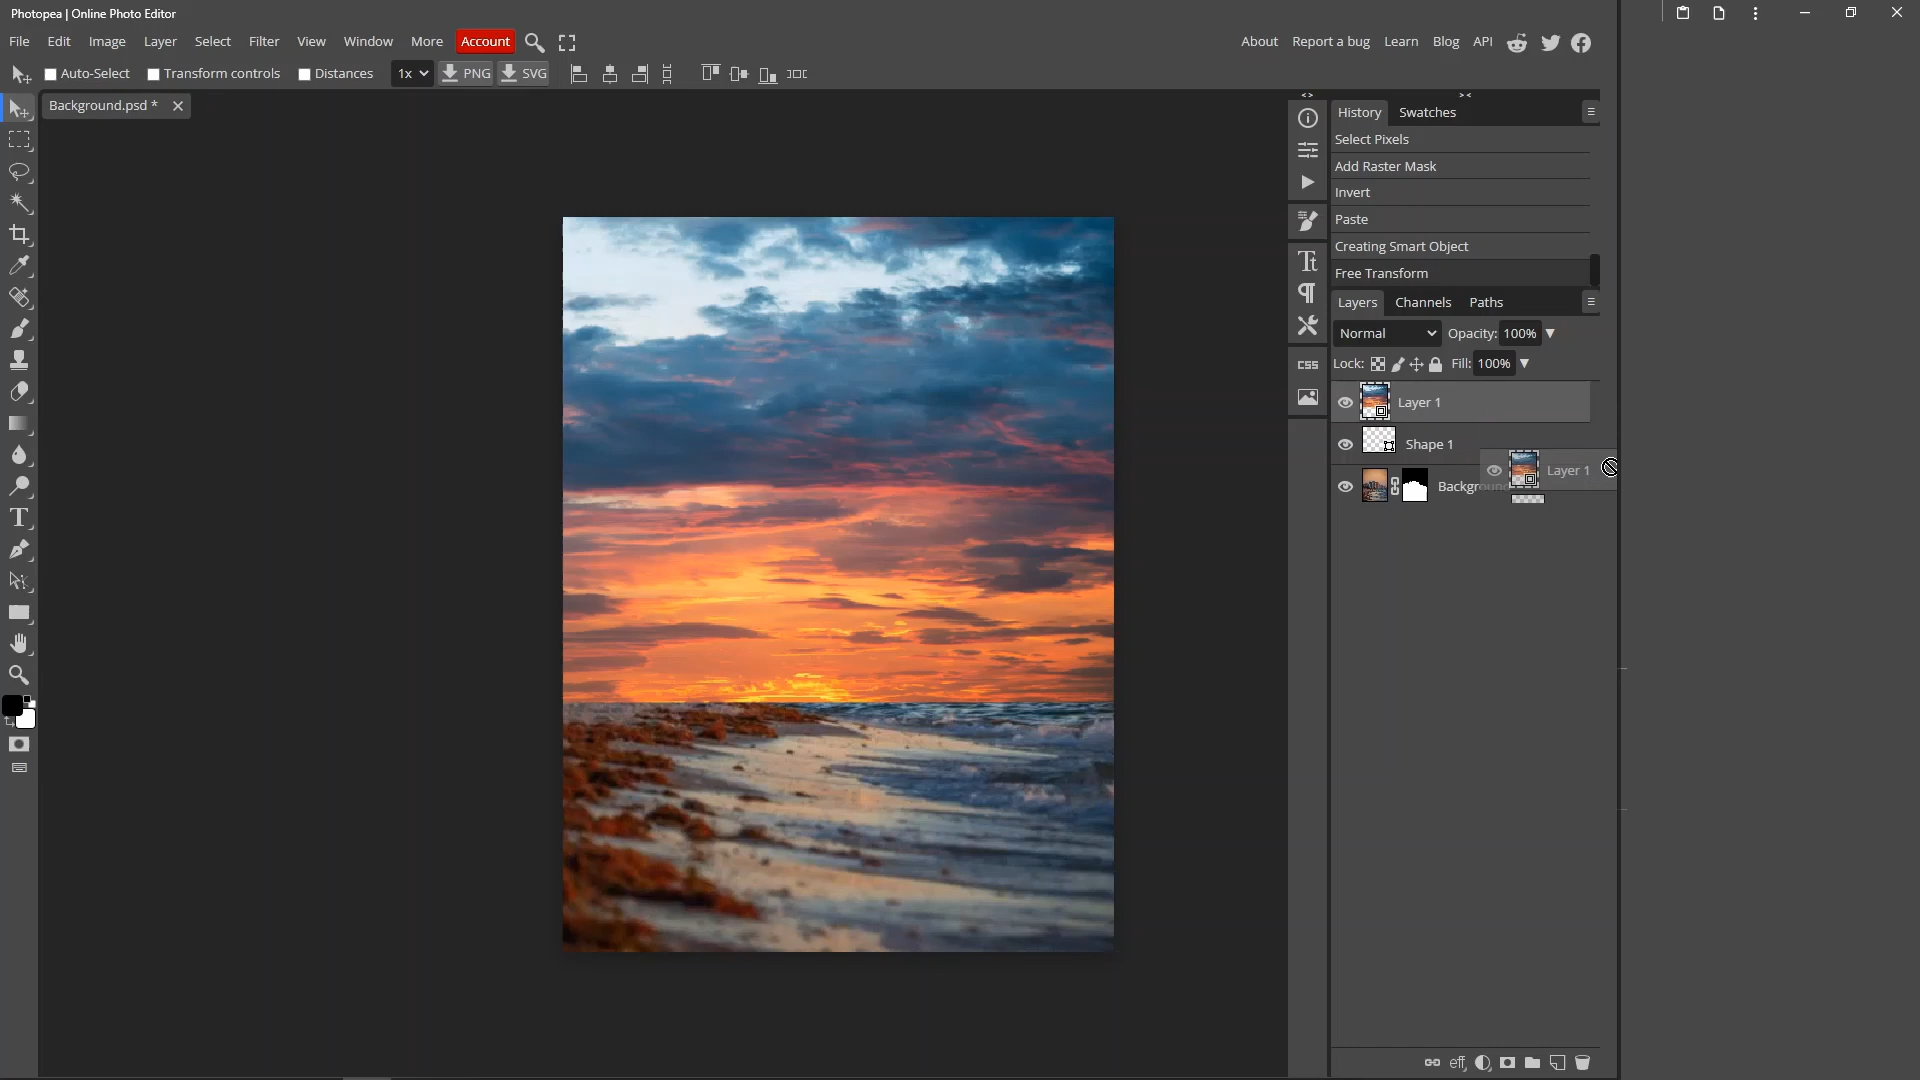 Photopea | Online Photo Editor
File Edit Image Layer Select Filter View Window More Account
About Report a bug Learn Blog API
Auto-Select Transform controls Distances 1x PNG SVG
Background.psd *
History Swatches
Select Pixels
Add Raster Mask
Invert
Paste
Creating Smart Object
Free Transform
Layers Channels Paths
Normal Opacity: 100%
Lock: Fill: 100%
CSS
Layer 1
Shape 1
Layer 1
Background
eff